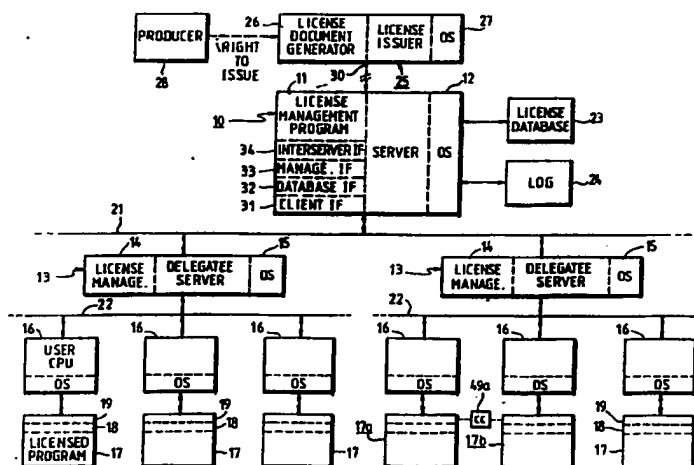 26
LICENSE
DOCUMENT
GENERATOR
LICENSE
ISSUER
OS
27
PRODUCER
28
RIGHT
TO
ISSUE
30
25
11
12
10
LICENSE
MANAGEMENT
PROGRAM
SERVER
OS
34
INTERSERVER IF
33
MANAGE. IF
32
DATABASE IF
31
CLIENT IF
LICENSE
DATABASE
23
LOG
24
21
14
15
13
LICENSE
MANAGE.
DELEGATEE
SERVER
OS
14
15
13
LICENSE
MANAGE.
DELEGATEE
SERVER
OS
22
22
16
16
16
16
16
16
USER
CPU
OS
OS
OS
OS
OS
OS
19
18
LICENSED
PROGRAM
17
19
18
17
17
17a
49a
CC
17b
19
18
17